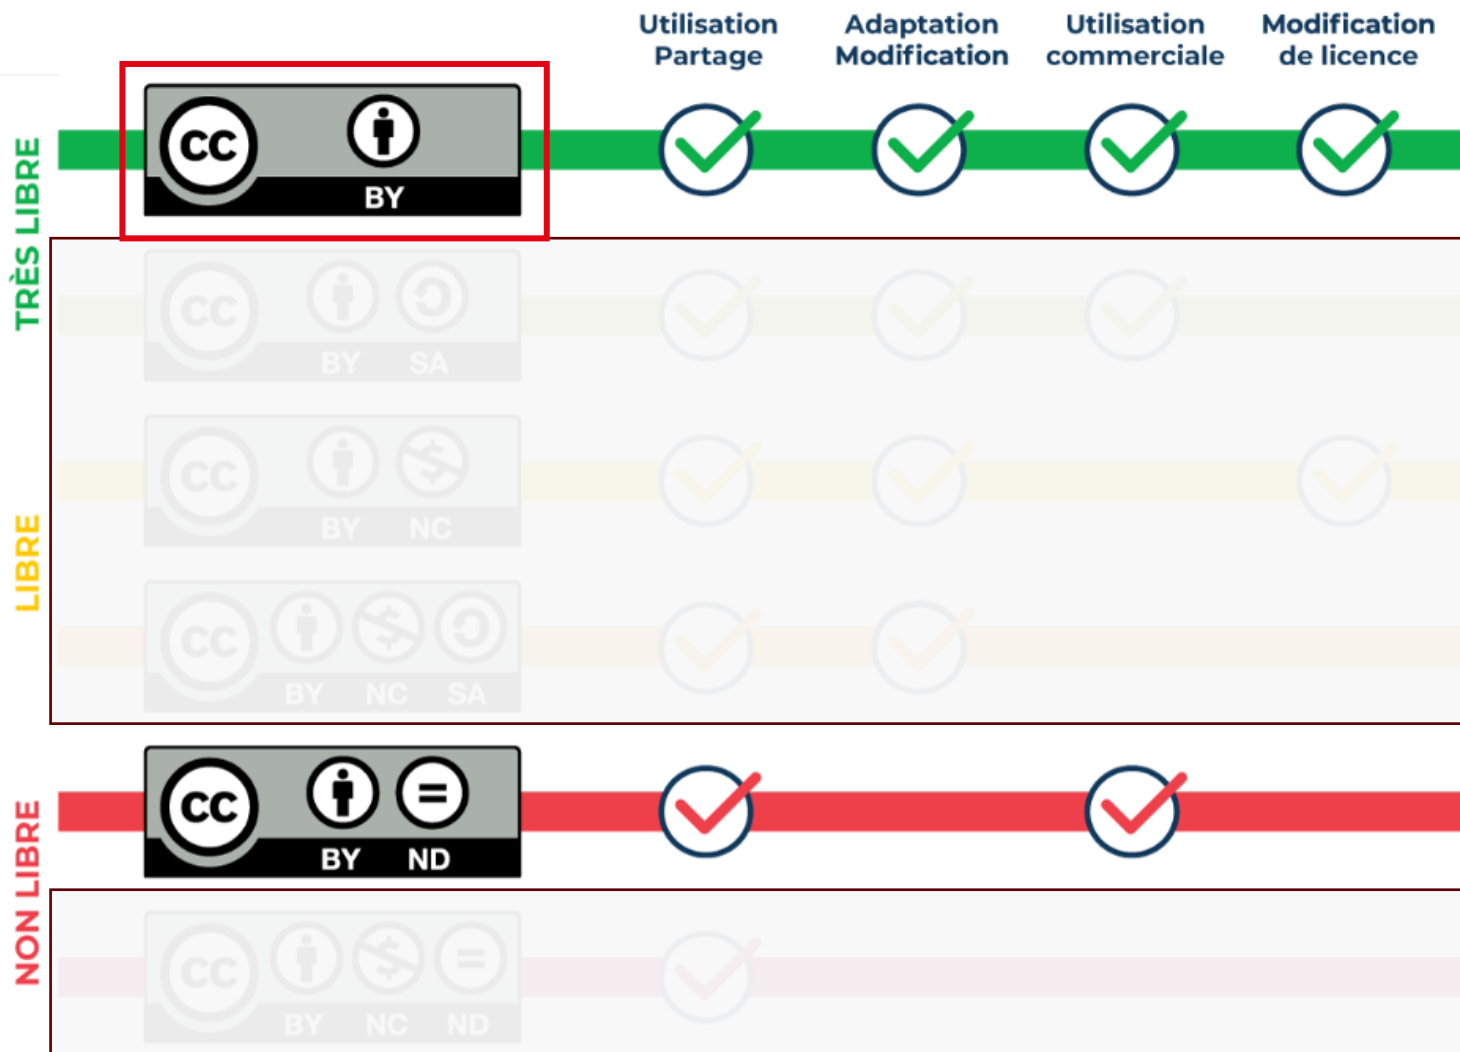 Utilisation Partage
Adaptation Modification
Utilisation commerciale
Modification de licence
TRÈS LIBRE
CC
BY
CC
BY SA
LIBRE
CC
BY NC
CC
BY NC SA
NON LIBRE
CC
BY ND
CC
BY NC ND